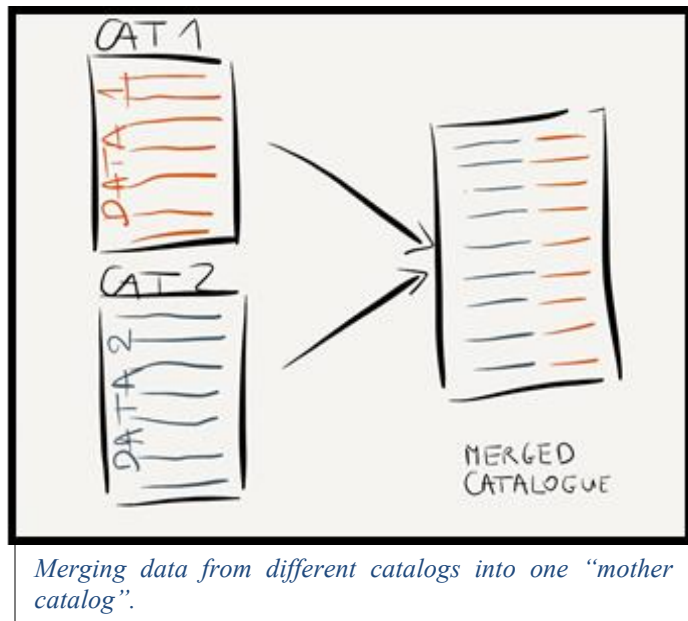 CAT 1
DATA 1
CAT 2
DATA 2
MERGED
CATALOGUE
Merging data from different catalogs into one “mother
catalog”.